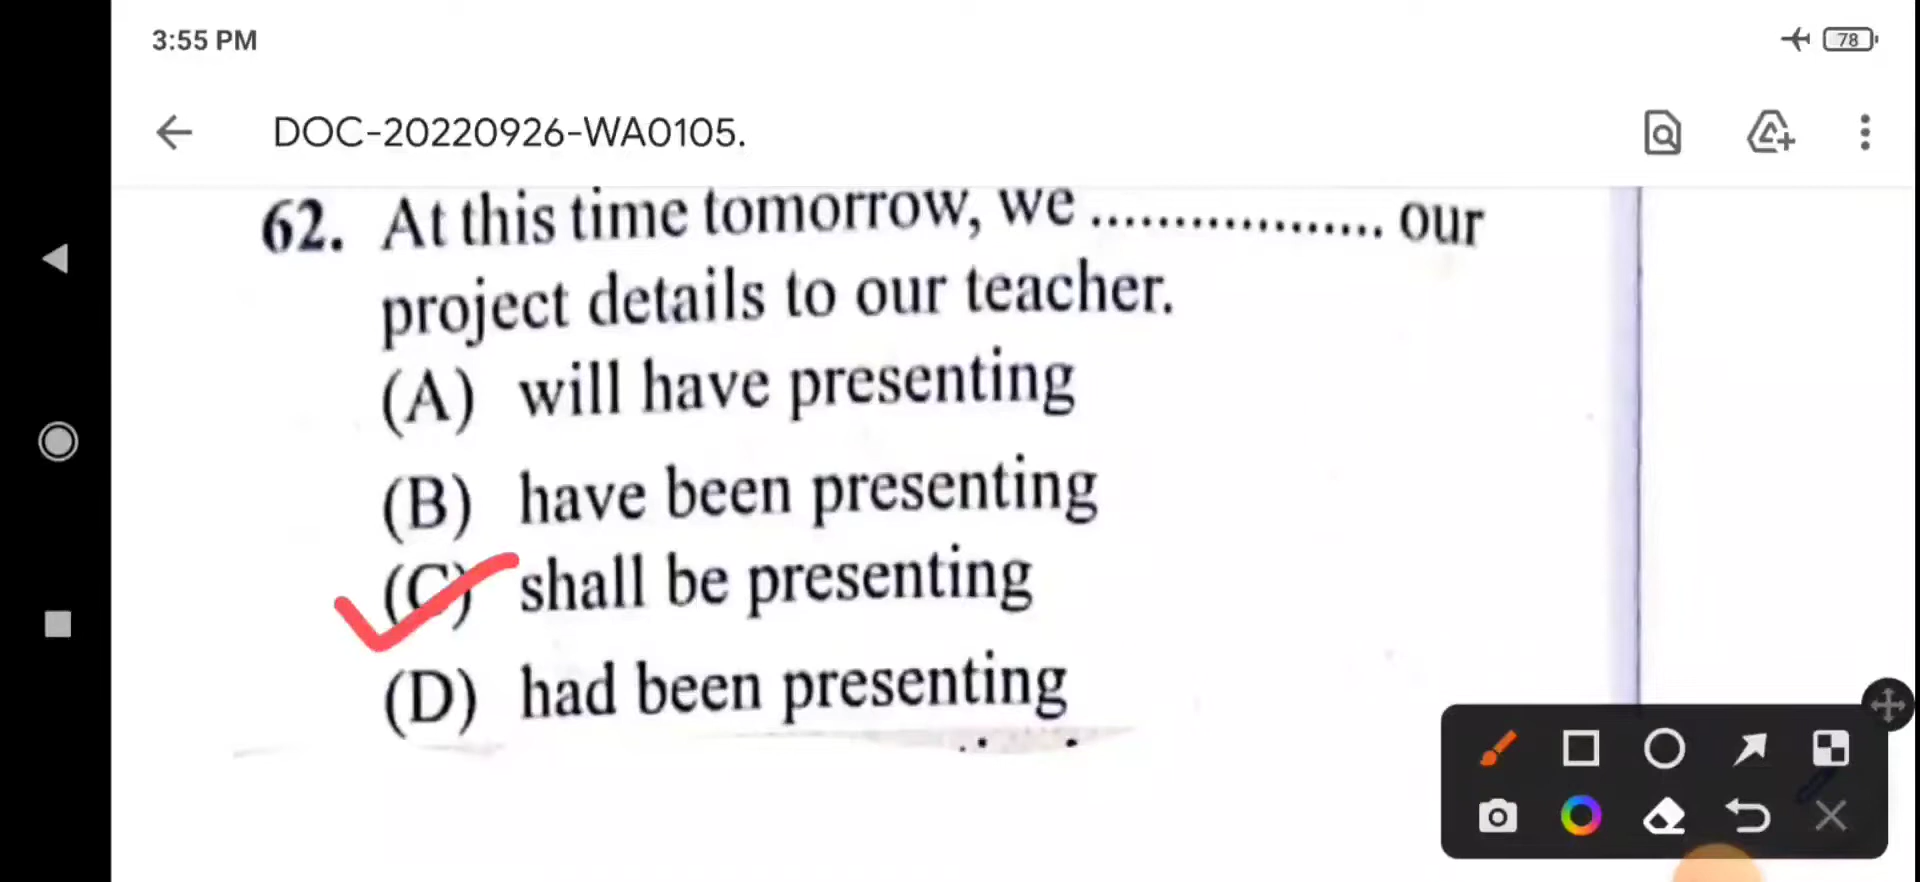 3:55 PM
78
DOC-20220926-WA0105.
62. At this time tomorrow, we .................. our
project details to our teacher.
(A) will have presenting
(B) have been presenting
(C) shall be presenting
(D) had been presenting